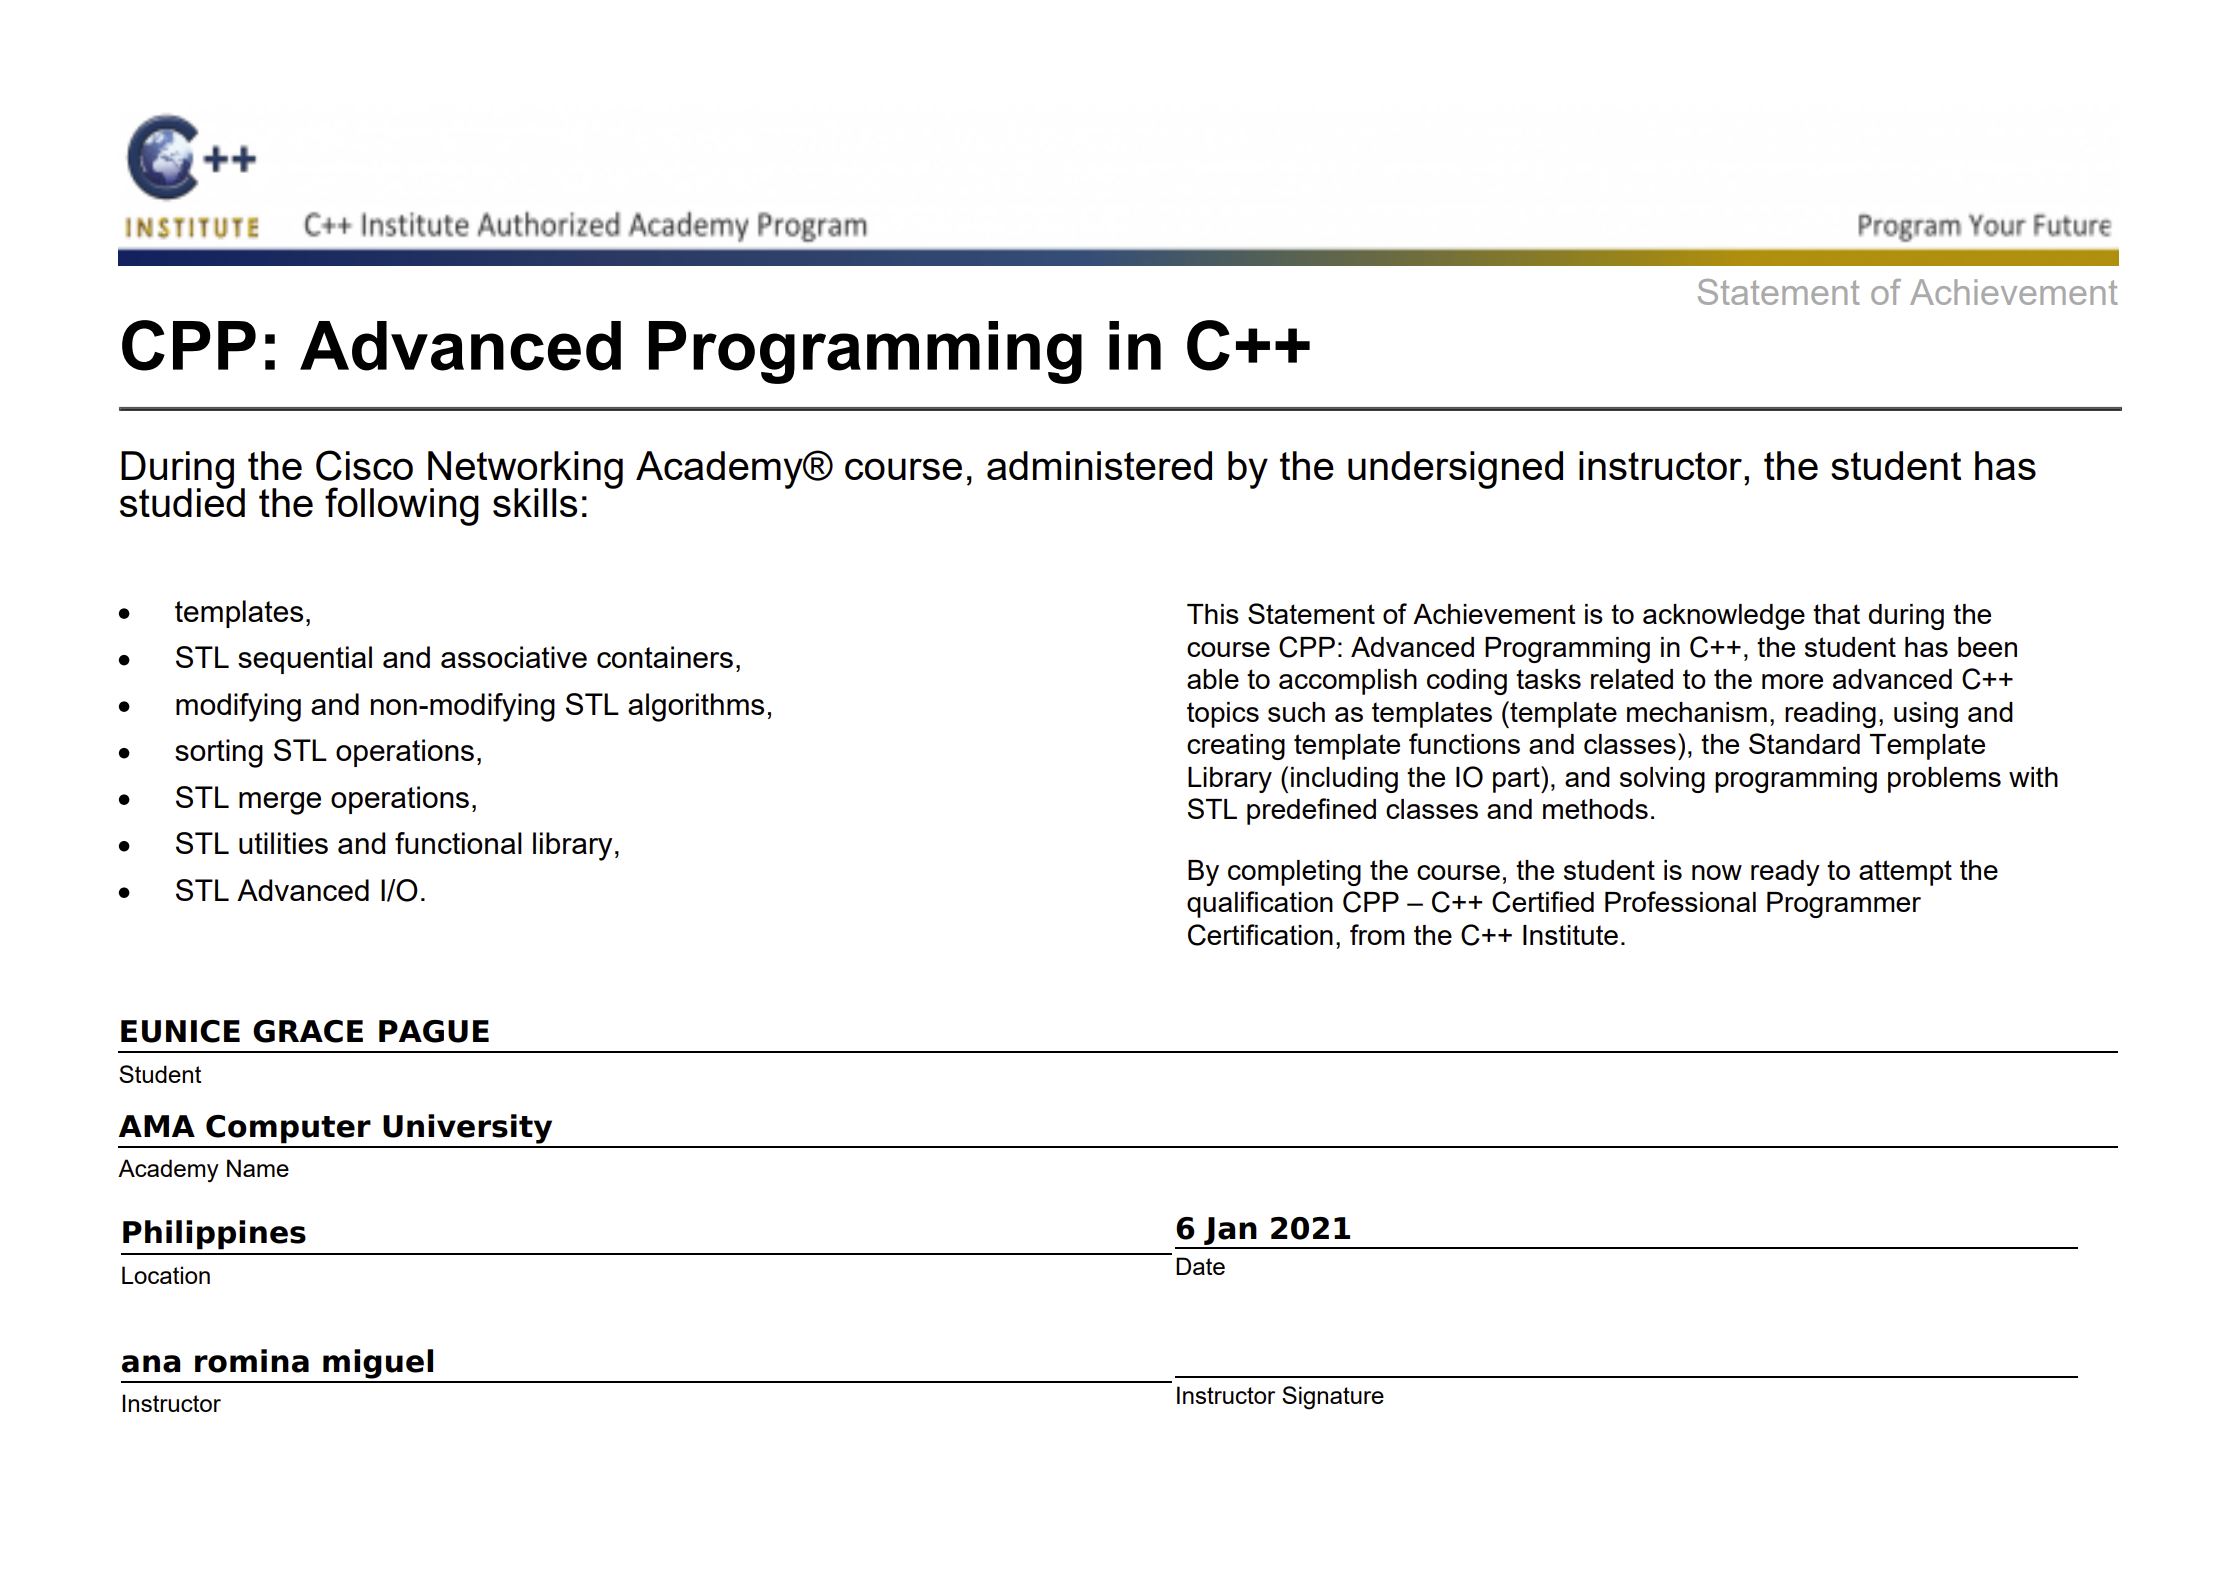 C++
INSTITUTE
C++ Institute Authorized Academy Program
Program Your Future
Statement of Achievement
CPP: Advanced Programming in C++
During the Cisco Networking Academy® course, administered by the undersigned instructor, the student has
studied the following skills:
• templates,
• STL sequential and associative containers,
• modifying and non-modifying STL algorithms,
• sorting STL operations,
• STL merge operations,
• STL utilities and functional library,
• STL Advanced I/O.
This Statement of Achievement is to acknowledge that during the
course CPP: Advanced Programming in C++, the student has been
able to accomplish coding tasks related to the more advanced C++
topics such as templates (template mechanism, reading, using and
creating template functions and classes), the Standard Template
Library (including the IO part), and solving programming problems with
STL predefined classes and methods.
By completing the course, the student is now ready to attempt the
qualification CPP – C++ Certified Professional Programmer
Certification, from the C++ Institute.
EUNICE GRACE PAGUE
Student
AMA Computer University
Academy Name
Philippines
Location
6 Jan 2021
Date
ana romina miguel
Instructor
Instructor Signature